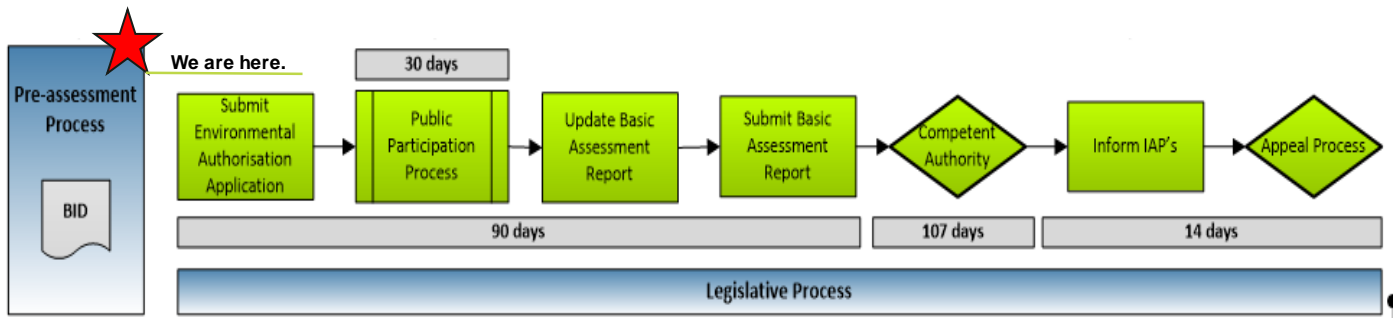 Pre-assessment
Process
BID
We are here.
30 days
Submit
Environmental
Authorisation
Application
Public
Participation
Process
Update Basic
Assessment
Report
Submit Basic
Assessment
Report
Competent
Authority
Inform IAP's
Appeal Process
90 days
107 days
14 days
Legislative Process